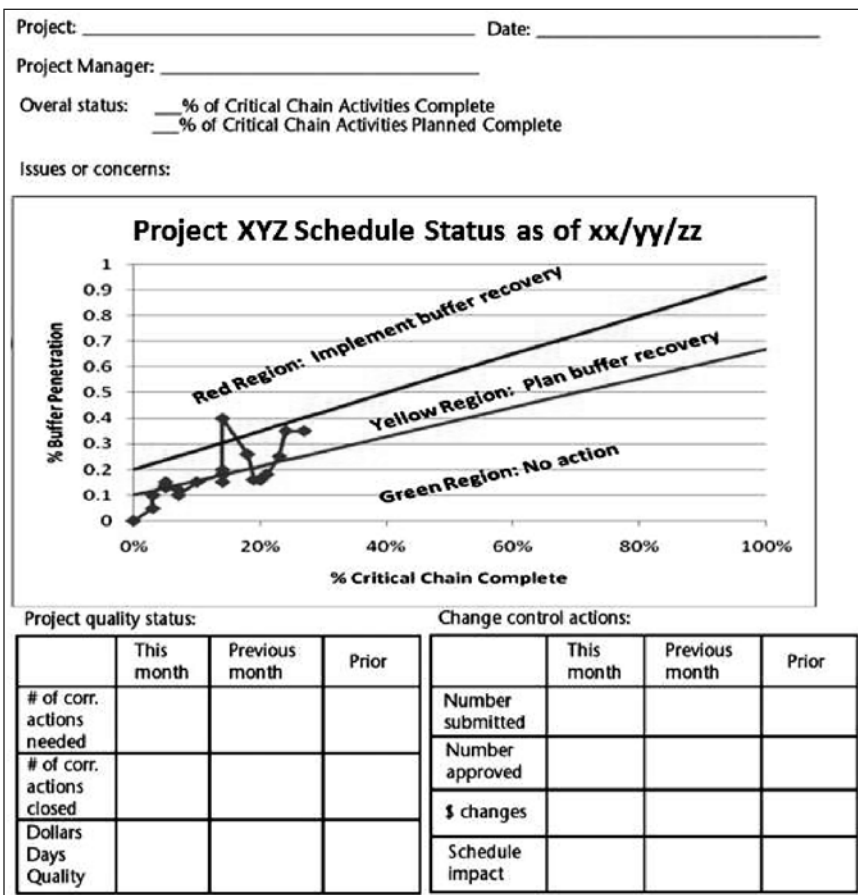 Project: ____ Date: ____
Project Manager: ____
Overal status: __% of Critical Chain Activities Complete
__% of Critical Chain Activities Planned Complete
Issues or concerns:
Project XYZ Schedule Status as of xx/yy/zz
% Buffer Penetration
1
0.9
0.8
0.7
0.6
0.5
0.4
0.3
0.2
0.1
0
Red Region: Implement buffer recovery
Yellow Region: Plan buffer recovery
Green Region: No action
0% 20% 40% 60% 80% 100%
% Critical Chain Complete
Project quality status:
This month Previous month Prior
# of corr. actions needed
# of corr. actions closed
Dollars Days Quality
Change control actions:
This month Previous month Prior
Number submitted
Number approved
$ changes
Schedule impact